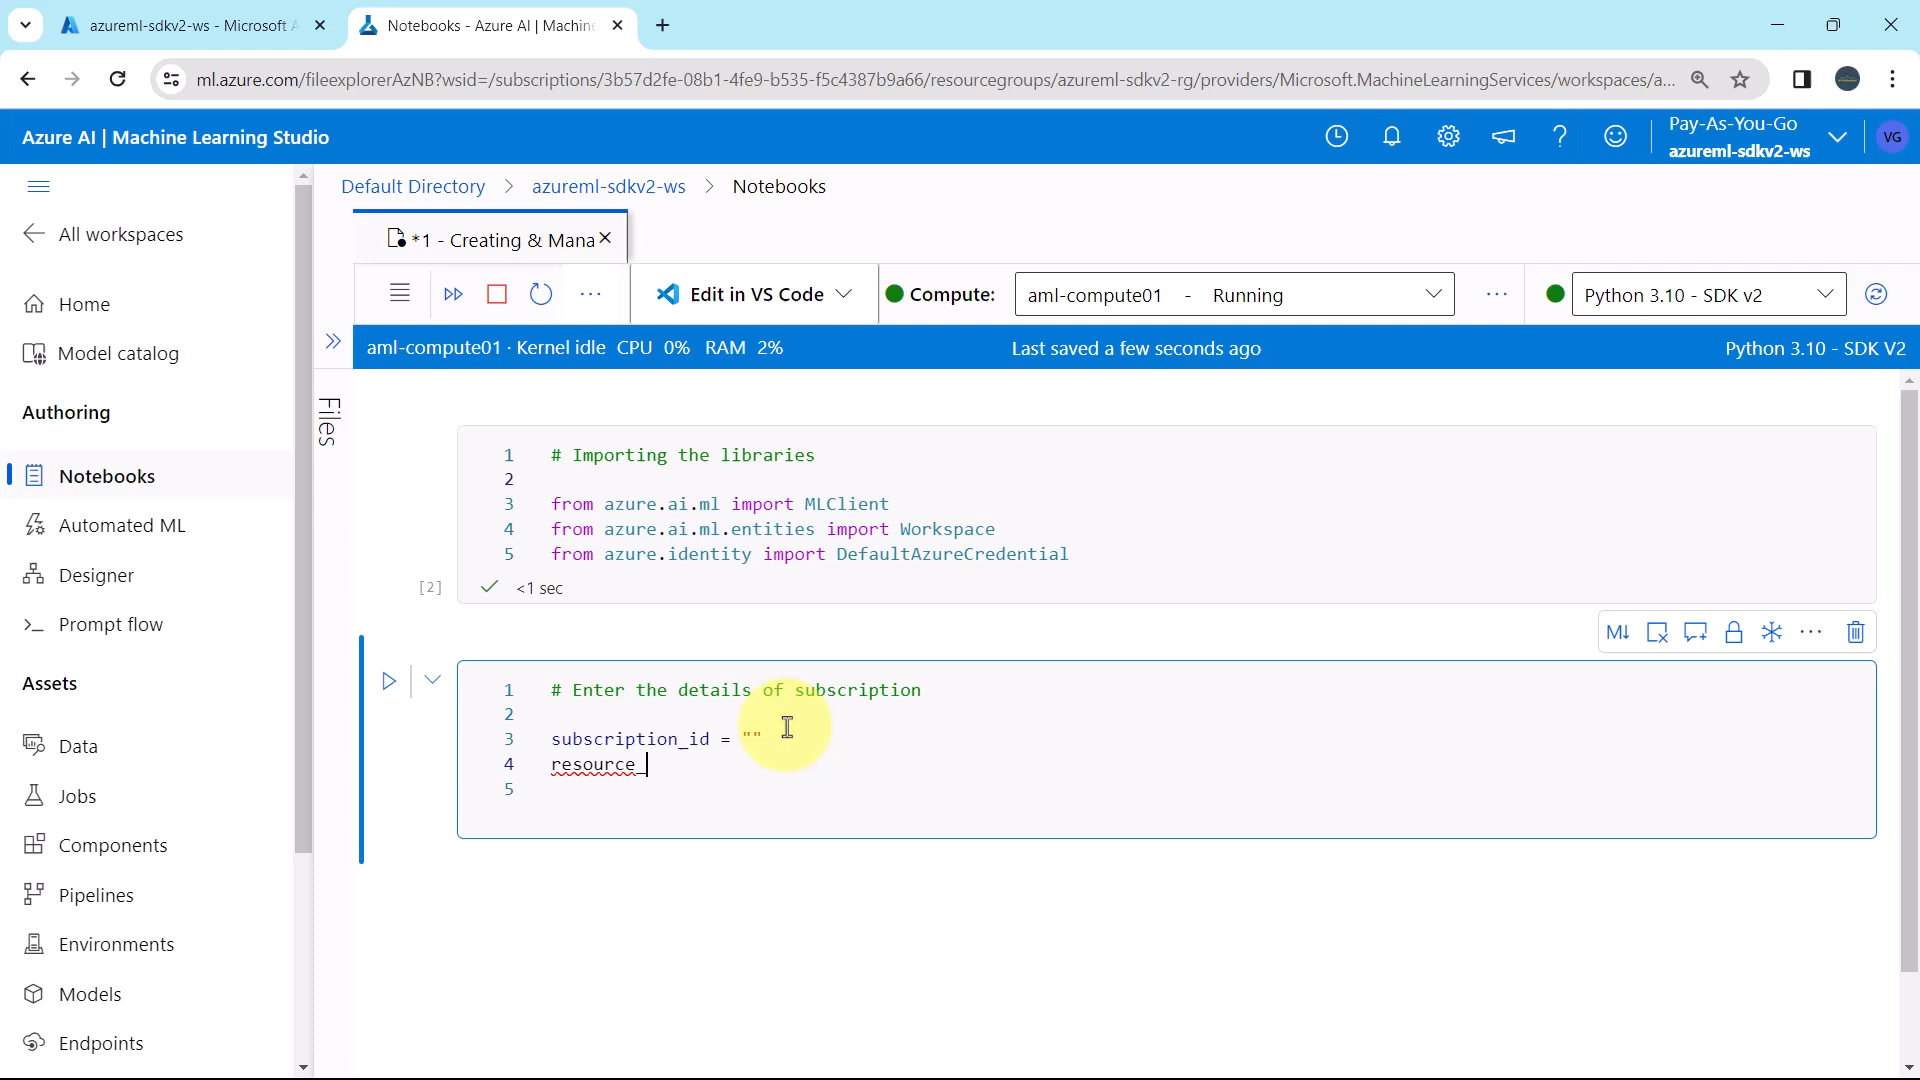 azureml-sdkv2-ws - Microsoft A
Notebooks - Azure AI | Machine
ml.azure.com/fileexplorerAzNB?wsid=/subscriptions/3b57d2fe-08b1-4fe9-b535-f5c4387b9a66/resourcegroups/azureml-sdkv2-rg/providers/Microsoft.MachineLearningServices/workspaces/a...
Azure AI | Machine Learning Studio
Pay-As-You-Go
azureml-sdkv2-ws
VG
All workspaces
Home
Model catalog
Authoring
Notebooks
Automated ML
Designer
Prompt flow
Assets
Data
Jobs
Components
Pipelines
Environments
Models
Endpoints
Default Directory > azureml-sdkv2-ws > Notebooks
*1 - Creating & Mana
Edit in VS Code
Compute:
aml-compute01 - Running
Python 3.10 - SDK v2
aml-compute01 · Kernel idle CPU 0% RAM 2%
Last saved a few seconds ago
Python 3.10 - SDK V2
Files
1 # Importing the libraries
2
3 from azure.ai.ml import MLClient
4 from azure.ai.ml.entities import Workspace
5 from azure.identity import DefaultAzureCredential
[2] <1 sec
M↓
1 # Enter the details of subscription
2
3 subscription_id = ""
4 resource_
5